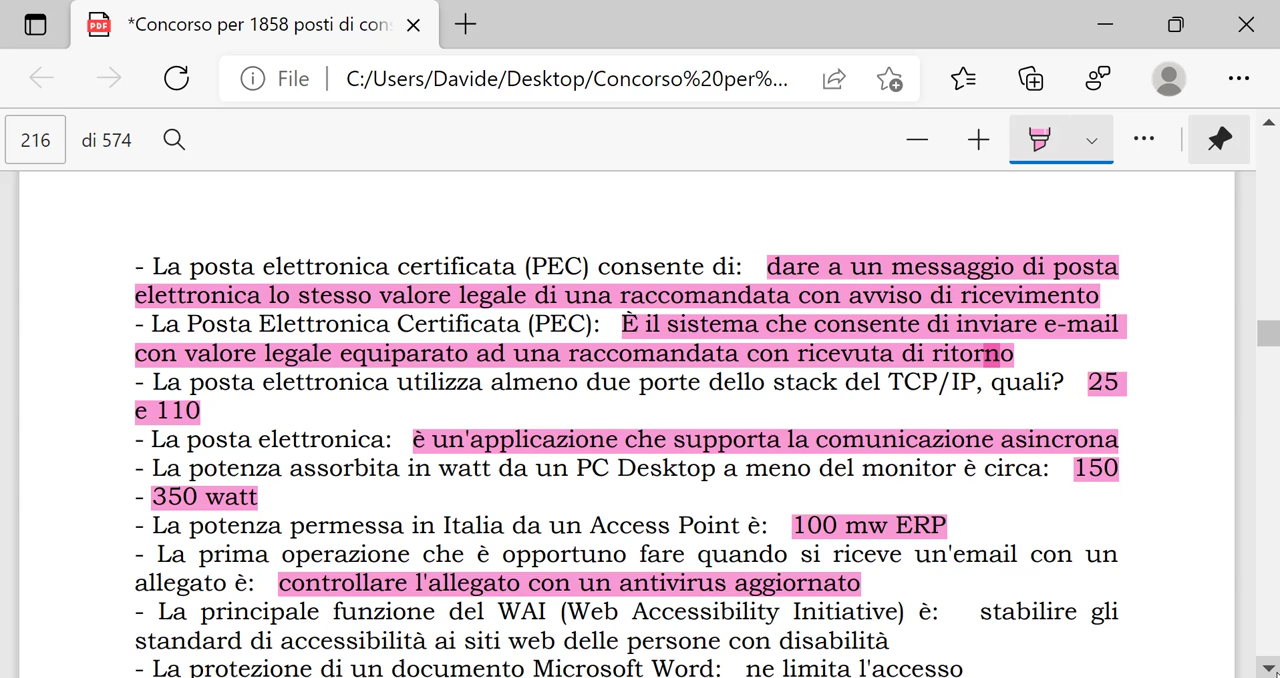 *Concorso per 1858 posti di con
File
C:/Users/Davide/Desktop/Concorso%20per%...
216 di 574
- La posta elettronica certificata (PEC) consente di: dare a un messaggio di posta
elettronica lo stesso valore legale di una raccomandata con avviso di ricevimento
- La Posta Elettronica Certificata (PEC): È il sistema che consente di inviare e-mail
con valore legale equiparato ad una raccomandata con ricevuta di ritorno
- La posta elettronica utilizza almeno due porte dello stack del TCP/IP, quali? 25
e 110
- La posta elettronica: è un'applicazione che supporta la comunicazione asincrona
- La potenza assorbita in watt da un PC Desktop a meno del monitor è circa: 150
- 350 watt
- La potenza permessa in Italia da un Access Point è: 100 mw ERP
- La prima operazione che è opportuno fare quando si riceve un'email con un
allegato è: controllare l'allegato con un antivirus aggiornato
- La principale funzione del WAI (Web Accessibility Initiative) è: stabilire gli
standard di accessibilità ai siti web delle persone con disabilità
- La protezione di un documento Microsoft Word: ne limita l'accesso